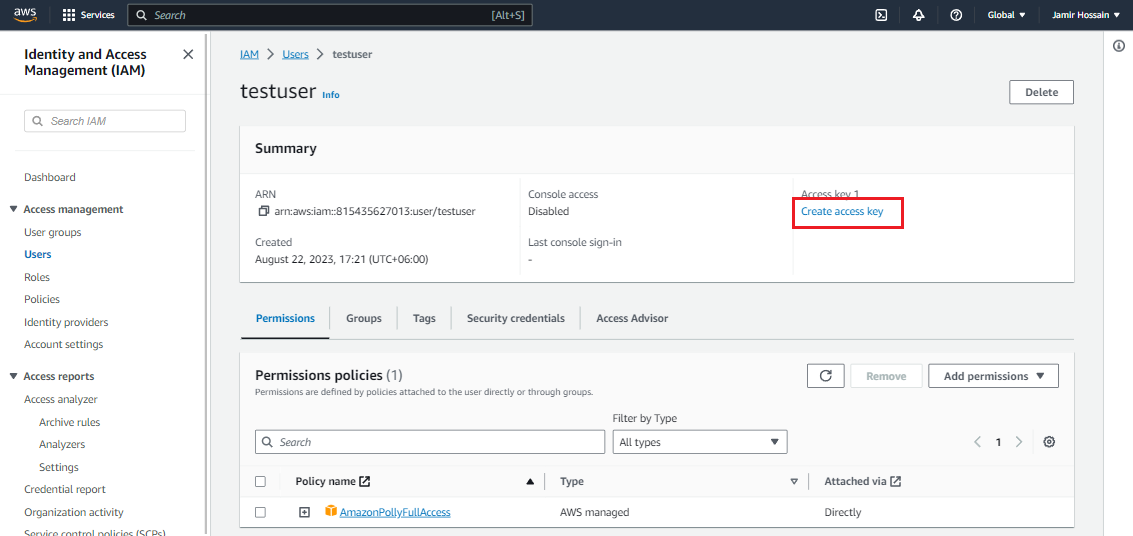 aws Services Search [Alt+S] Global Jamir Hossain
Identity and Access
Management (IAM)
Search IAM
Dashboard
Access management
User groups
Users
Roles
Policies
Identity providers
Account settings
Access reports
Access analyzer
Archive rules
Analyzers
Settings
Credential report
Organization activity
Service control policies (SCPs)
IAM Users testuser
testuser Info Delete
Summary
ARN
arn:aws:iam::815435627013:user/testuser
Created
August 22, 2023, 17:21 (UTC+06:00)
Console access
Disabled
Last console sign-in
-
Access key 1
Create access key
Permissions Groups Tags Security credentials Access Advisor
Permissions policies (1) Remove Add permissions
Permissions are defined by policies attached to the user directly or through groups.
Filter by Type
Search All types 1
Policy name Type Attached via
AmazonPollyFullAccess AWS managed Directly